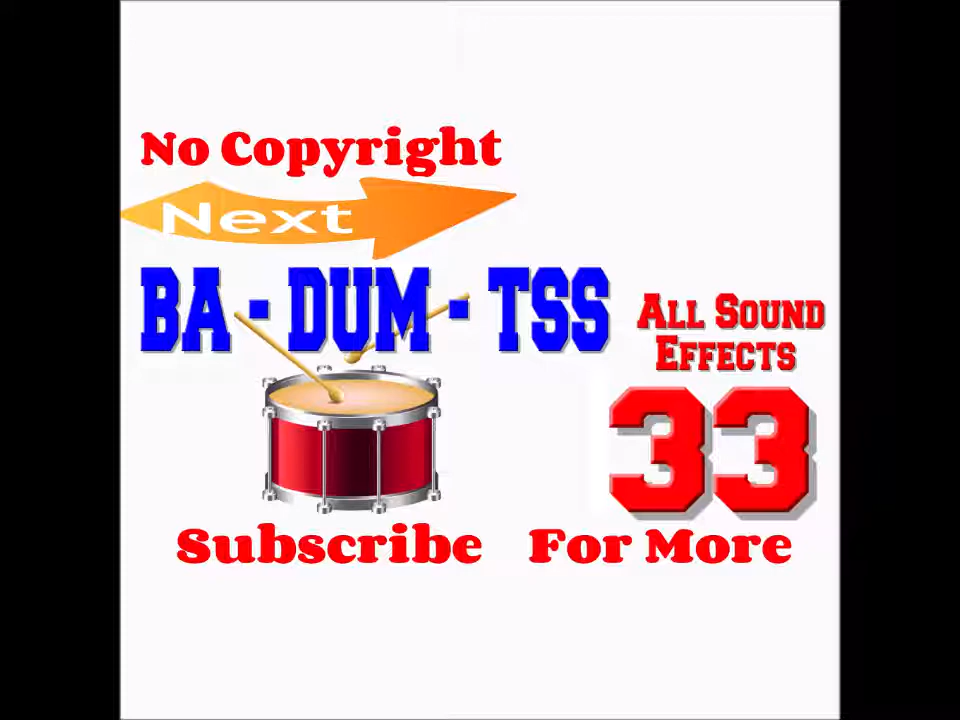 No Copyright
Next
BA - DUM - TSS
All Sound
Effects
33
Subscribe For More